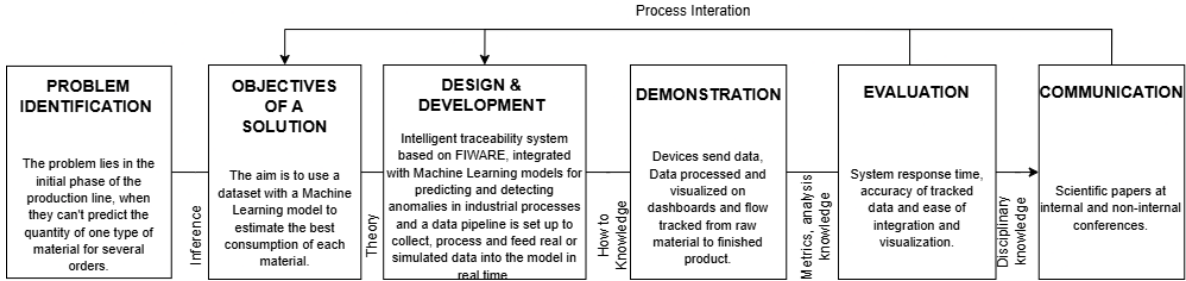 Process Interation
PROBLEM
IDENTIFICATION
The problem lies in the
initial phase of the
production line, when
they can't predict the
quantity of one type of
material for several
orders.
Inference
OBJECTIVES
OF A
SOLUTION
The aim is to use a
dataset with a Machine
Learning model to
estimate the best
consumption of each
material.
Theory
DESIGN &
DEVELOPMENT
Intelligent traceability system
based on FIWARE, integrated
with Machine Learning models for
predicting and detecting
anomalies in industrial processes
and a data pipeline is set up to
collect, process and feed real or
simulated data into the model in
real time.
How to
Knowledge
DEMONSTRATION
Devices send data,
Data processed and
visualized on
dashboards and flow
tracked from raw
material to finished
product.
Metrics, analysis
knowledge
EVALUATION
System response time,
accuracy of tracked
data and ease of
integration and
visualization.
Disciplinary
knowledge
COMMUNICATION
Scientific papers at
internal and non-internal
conferences.